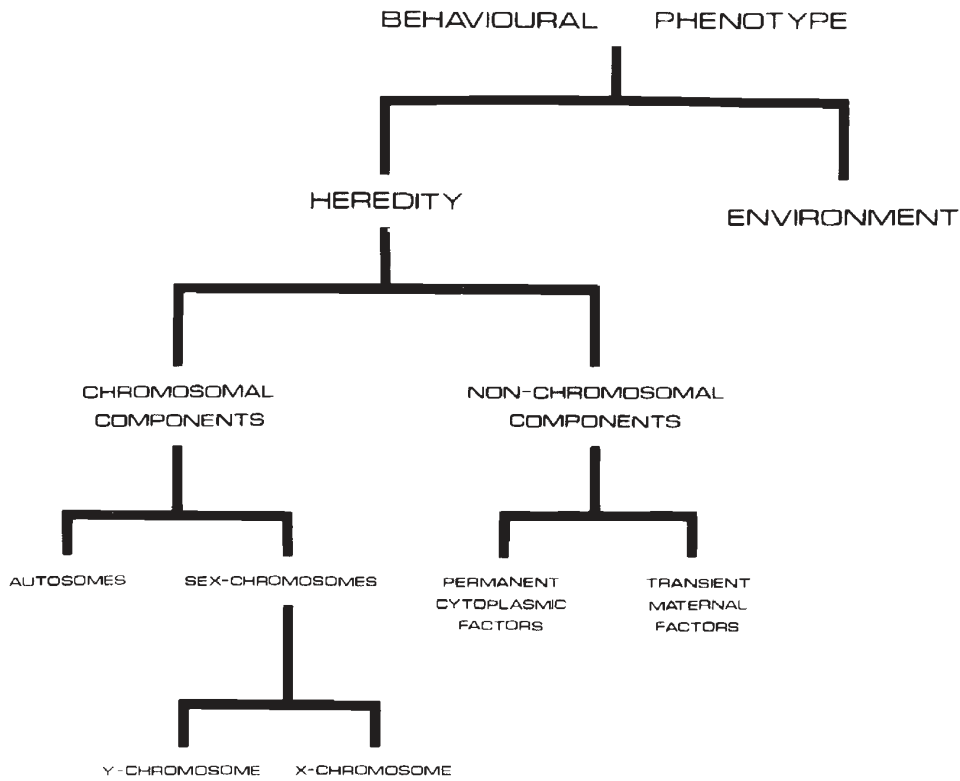 BEHAVIOURAL PHENOTYPE
HEREDITY
ENVIRONMENT
CHROMOSOMAL
COMPONENTS
NON-CHROMOSOMAL
COMPONENTS
AUTOSOMES
SEX-CHROMOSOMES
PERMANENT
CYTOPLASMIC
FACTORS
TRANSIENT
MATERNAL
FACTORS
Y-CHROMOSOME
X-CHROMOSOME